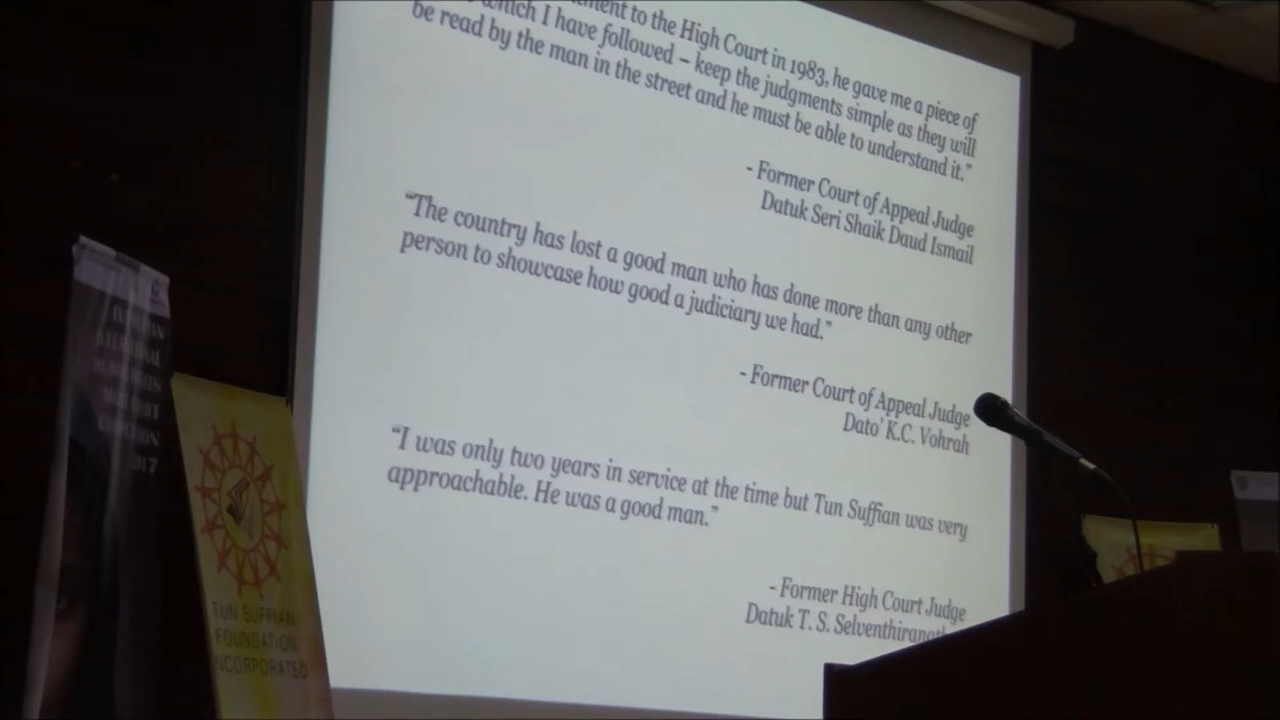 to the High Court in 1983, he gave me a piece of
which I have followed – keep the judgments simple as they will
be read by the man in the street and he must be able to understand it."
- Former Court of Appeal Judge
Datuk Seri Shaik Daud Ismail
"The country has lost a good man who has done more than any other
person to showcase how good a judiciary we had."
- Former Court of Appeal Judge
Dato' K.C. Vohrah
"I was only two years in service at the time but Tun Suffian was very
approachable. He was a good man."
- Former High Court Judge
Datuk T. S.
TUN SUFFIAN
FOUNDATION
INCORPORATED